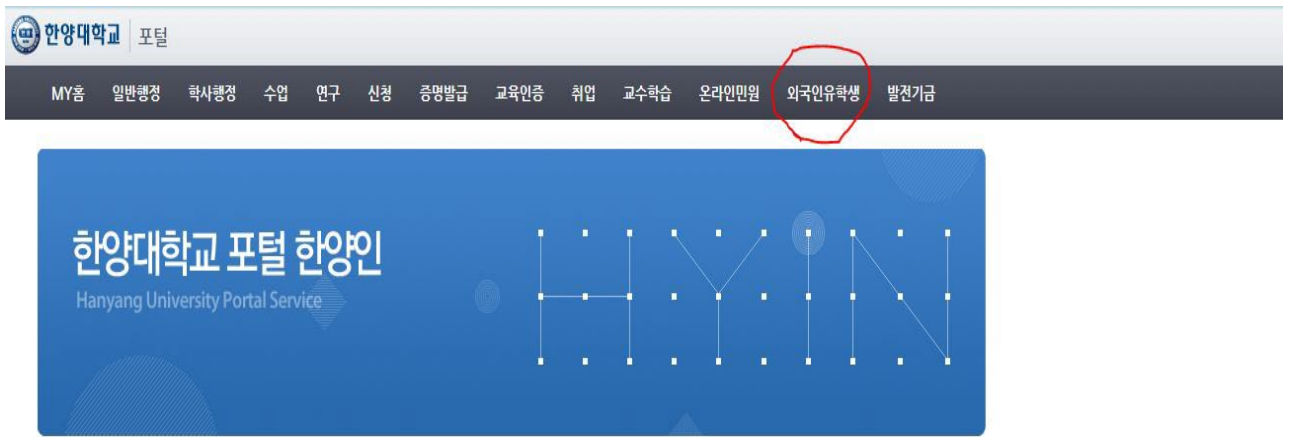 한양대학교 포털
MY홈 일반행정 학사행정 수업 연구 신청 증명발급 교육인증 취업 교수학습 온라인민원 외국인유학생 발전기금
한양대학교 포털 한양인
Hanyang University Portal Service
HYIN